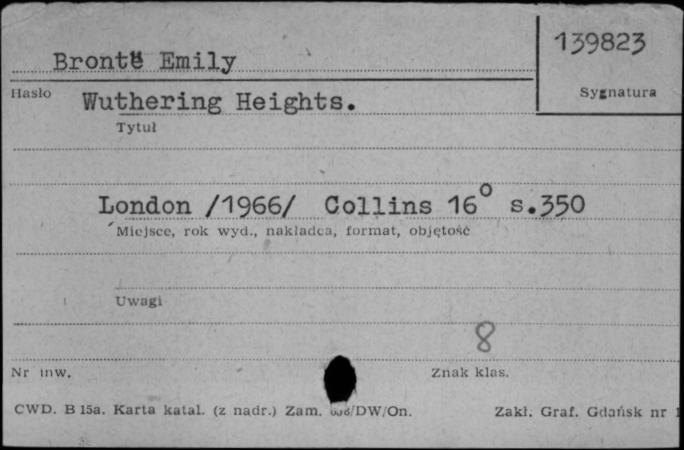 139823
Brontë Emily
Hasło
Sygnatura
Wuthering Heights.
Tytuł
London /1966/ Collins 16° s.350
Miejsce, rok wyd., nakładca, format, objętość
Uwagi
8
Nr inw.
Znak klas.
CWD. B 15a. Karta katal. (z nadr.) Zam. /DW/On.
Zakł. Graf. Gdańsk nr 1